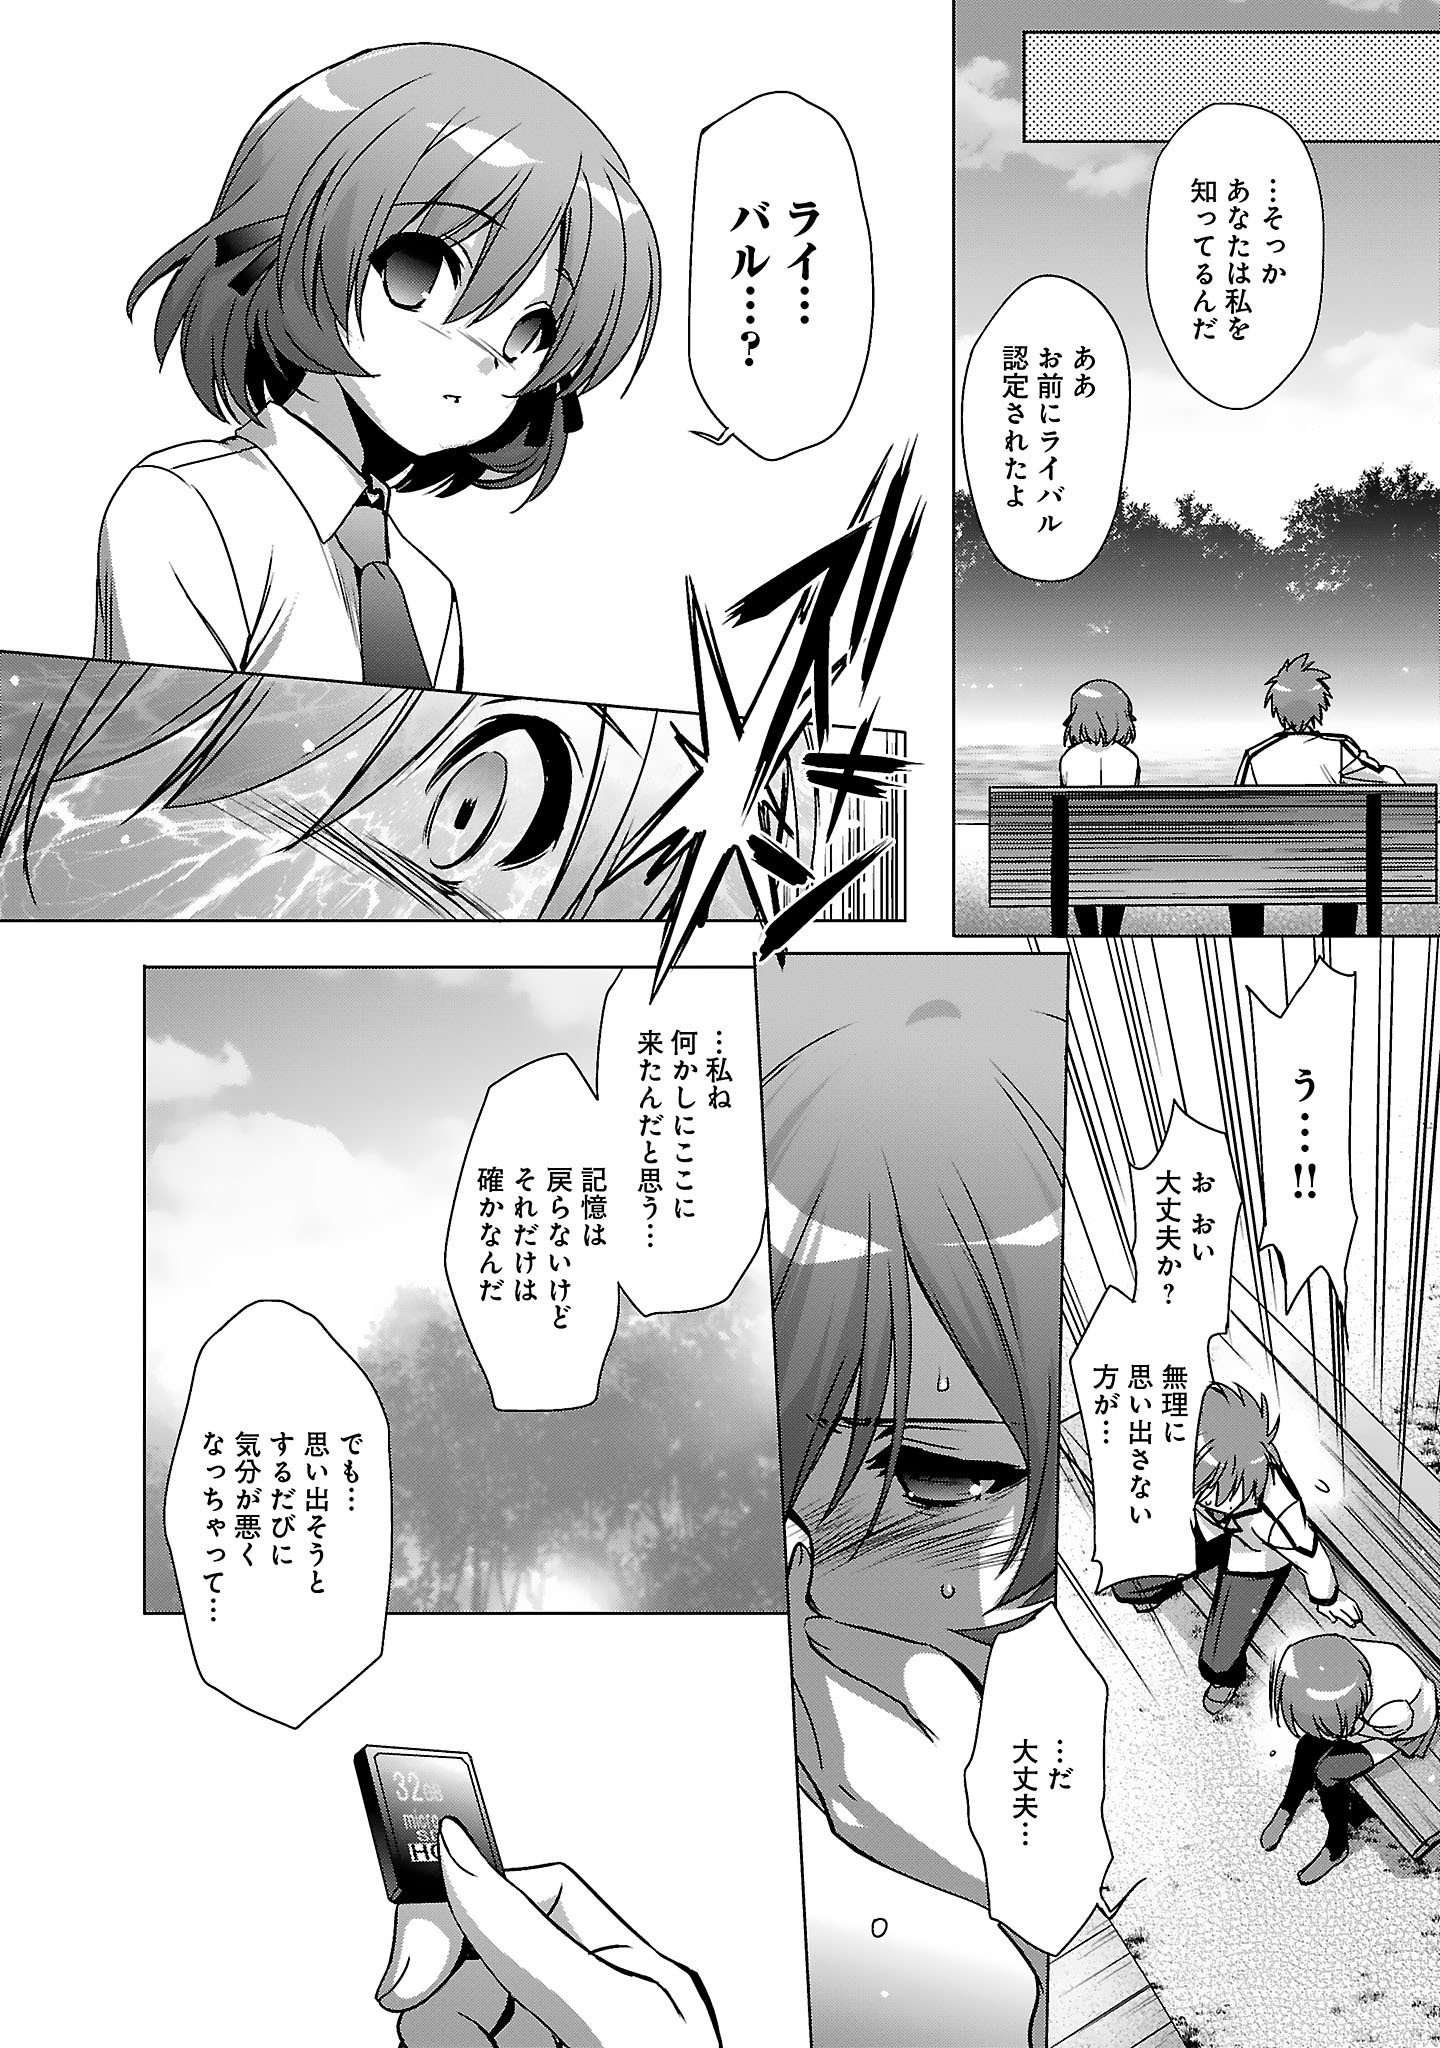 …そっか
あなたは私を
知ってるんだ
ああ
お前にライバル
認定されたよ
ライ…
バル…?
ズキン
う…!!
おおい
大丈夫か?
無理に
思い出さない
方が…
…だ
大丈夫…
…私ね
何かしにここに
来たんだと思う…
記憶は
戻らないけど
それだけは
確かなんだ
でも…
思い出そうと
するだびに
気分が悪く
なっちゃって…
32GB
micro
HC